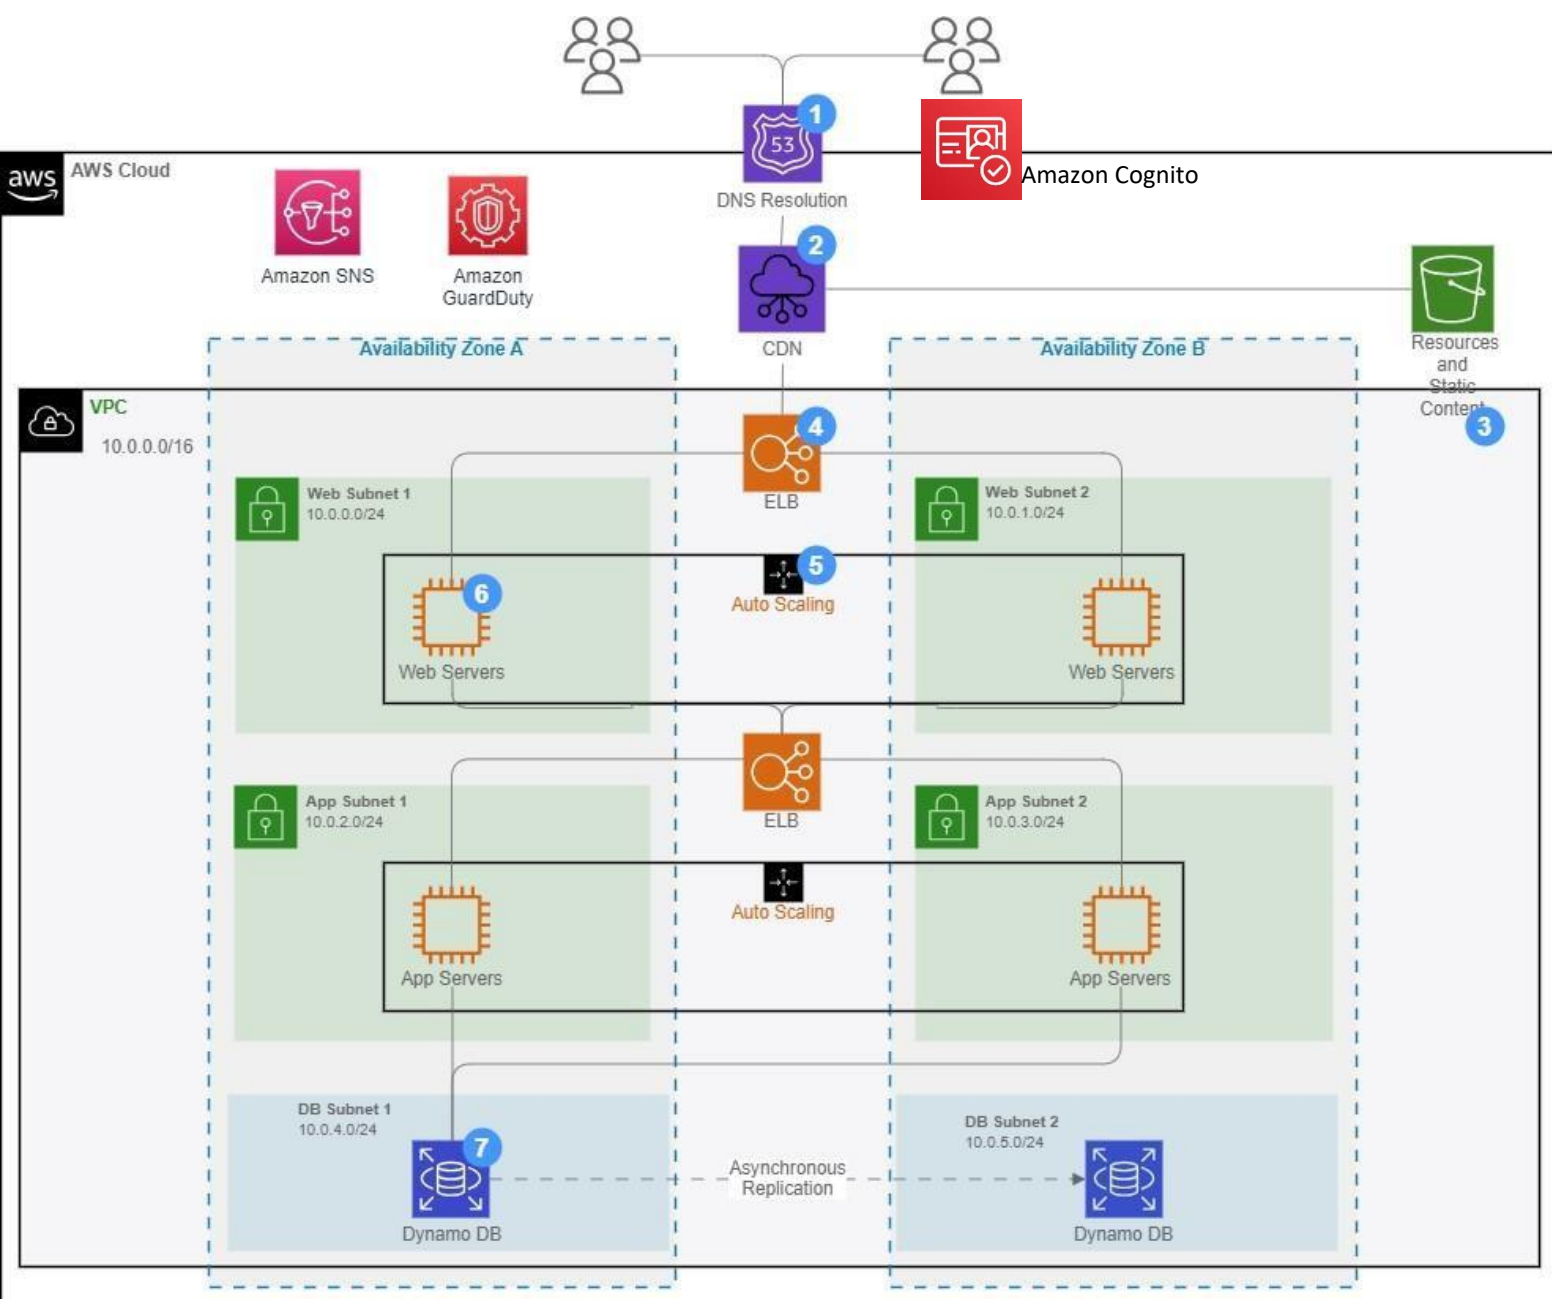 1
53
DNS Resolution
Amazon Cognito
aws
AWS Cloud
Amazon SNS
Amazon
GuardDuty
2
CDN
Resources
and
Static
Content
3
Availability Zone A
Availability Zone B
VPC
10.0.0.0/16
4
ELB
Web Subnet 1
10.0.0.0/24
Web Subnet 2
10.0.1.0/24
5
Auto Scaling
6
Web Servers
Web Servers
ELB
App Subnet 1
10.0.2.0/24
App Subnet 2
10.0.3.0/24
Auto Scaling
App Servers
App Servers
DB Subnet 1
10.0.4.0/24
DB Subnet 2
10.0.5.0/24
7
Asynchronous
Replication
Dynamo DB
Dynamo DB